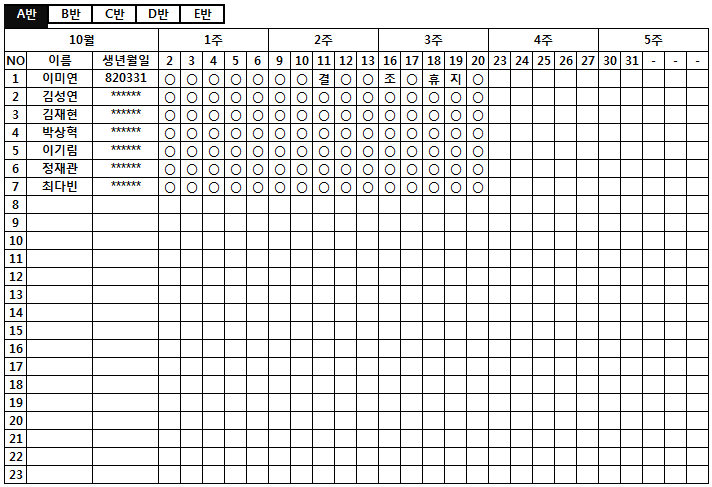 A반 B반 C반 D반 E반
10월 1주 2주 3주 4주 5주
NO 이름 생년월일 2 3 4 5 6 9 10 11 12 13 16 17 18 19 20 23 24 25 26 27 30 31 - - -
1 이미연 820331 ○ ○ ○ ○ ○ ○ ○ 결 ○ ○ 조 ○ 휴 지 ○
2 김성연 ****** ○ ○ ○ ○ ○ ○ ○ ○ ○ ○ ○ ○ ○ ○ ○
3 김재현 ****** ○ ○ ○ ○ ○ ○ ○ ○ ○ ○ ○ ○ ○ ○ ○
4 박상혁 ****** ○ ○ ○ ○ ○ ○ ○ ○ ○ ○ ○ ○ ○ ○ ○
5 이기림 ****** ○ ○ ○ ○ ○ ○ ○ ○ ○ ○ ○ ○ ○ ○ ○
6 정재관 ****** ○ ○ ○ ○ ○ ○ ○ ○ ○ ○ ○ ○ ○ ○ ○
7 최다빈 ****** ○ ○ ○ ○ ○ ○ ○ ○ ○ ○ ○ ○ ○ ○ ○
8
9
10
11
12
13
14
15
16
17
18
19
20
21
22
23